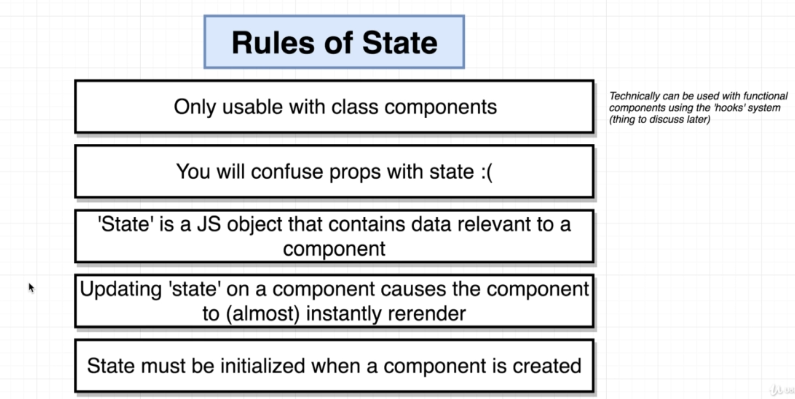 Rules of State
Only usable with class components
Technically can be used with functional
components using the 'hooks' system
(thing to discuss later)
You will confuse props with state :(
'State' is a JS object that contains data relevant to a
component
Updating 'state' on a component causes the component
to (almost) instantly rerender
State must be initialized when a component is created